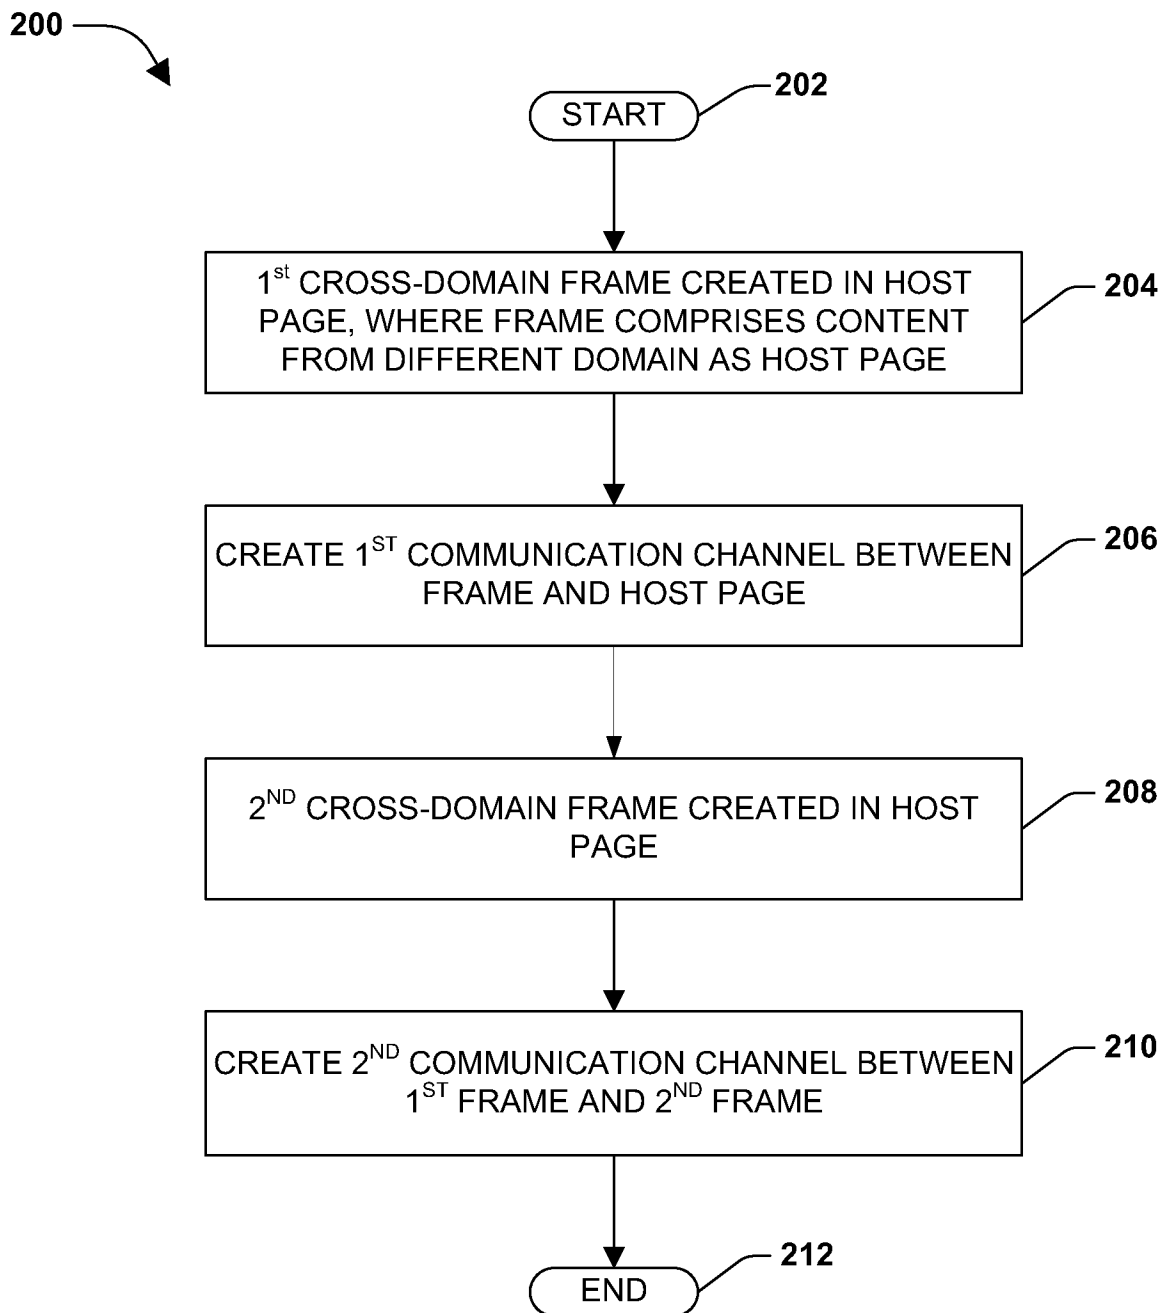 200
START
202
1st CROSS-DOMAIN FRAME CREATED IN HOST
PAGE, WHERE FRAME COMPRISES CONTENT
FROM DIFFERENT DOMAIN AS HOST PAGE
204
CREATE 1ST COMMUNICATION CHANNEL BETWEEN
FRAME AND HOST PAGE
206
2ND CROSS-DOMAIN FRAME CREATED IN HOST
PAGE
208
CREATE 2ND COMMUNICATION CHANNEL BETWEEN
1ST FRAME AND 2ND FRAME
210
END
212